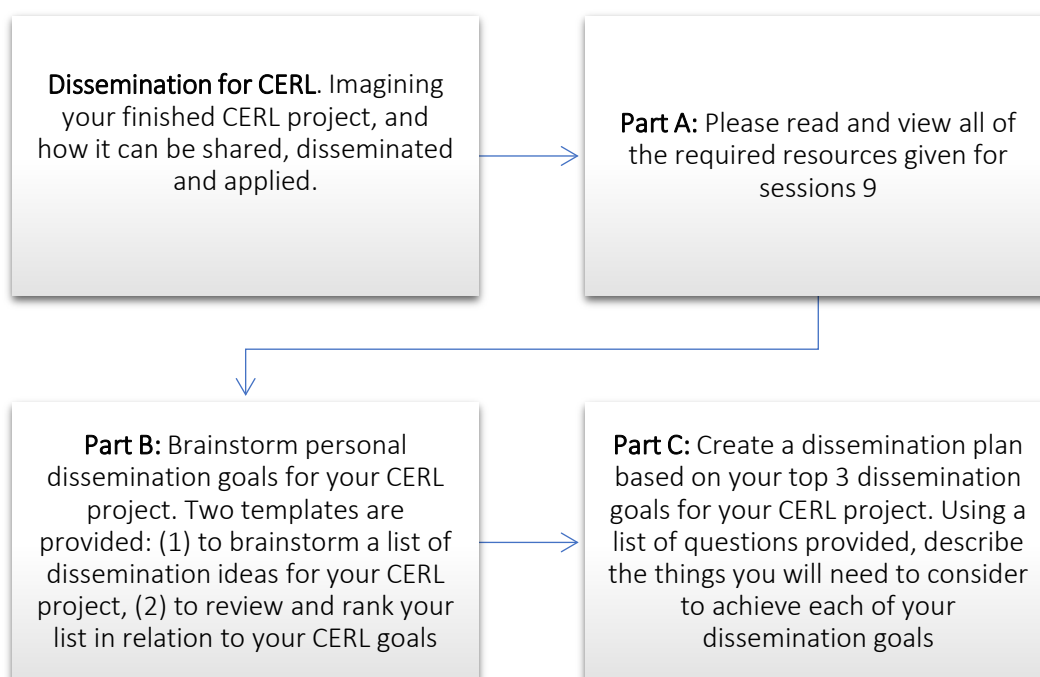 Dissemination for CERL. Imagining
your finished CERL project, and
how it can be shared, disseminated
and applied.
Part A: Please read and view all of
the required resources given for
sessions 9
Part B: Brainstorm personal
dissemination goals for your CERL
project. Two templates are
provided: (1) to brainstorm a list of
dissemination ideas for your CERL
project, (2) to review and rank your
list in relation to your CERL goals
Part C: Create a dissemination plan
based on your top 3 dissemination
goals for your CERL project. Using a
list of questions provided, describe
the things you will need to consider
to achieve each of your
dissemination goals